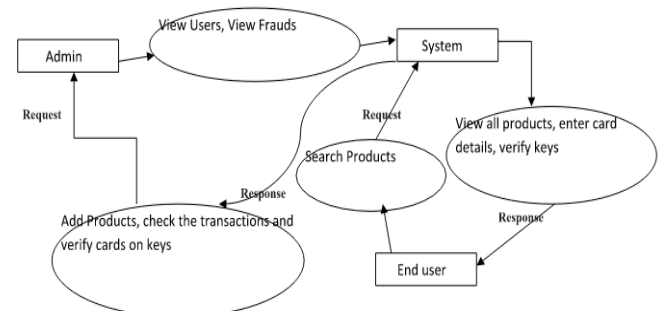 View Users, View Frauds
Admin
System
Request
Request
View all products, enter card
details, verify keys
Search Products
Response
Response
Add Products, check the transactions and
verify cards on keys
End user